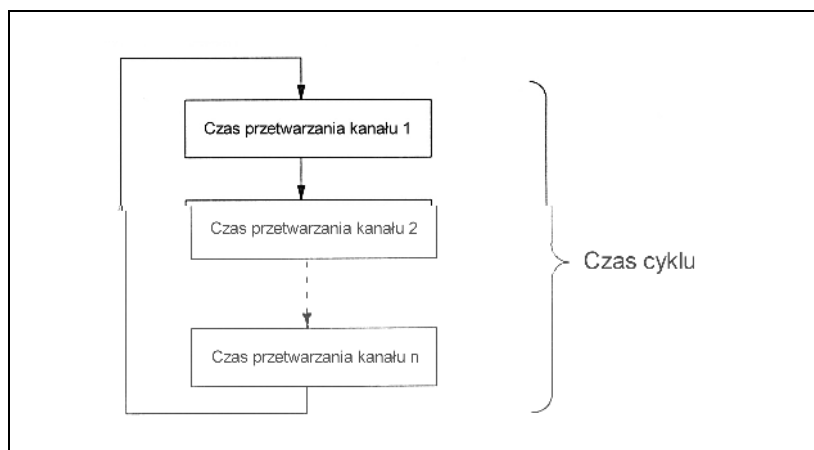 Czas przetwarzania kanału 1
Czas przetwarzania kanału 2
Czas cyklu
Czas przetwarzania kanału n